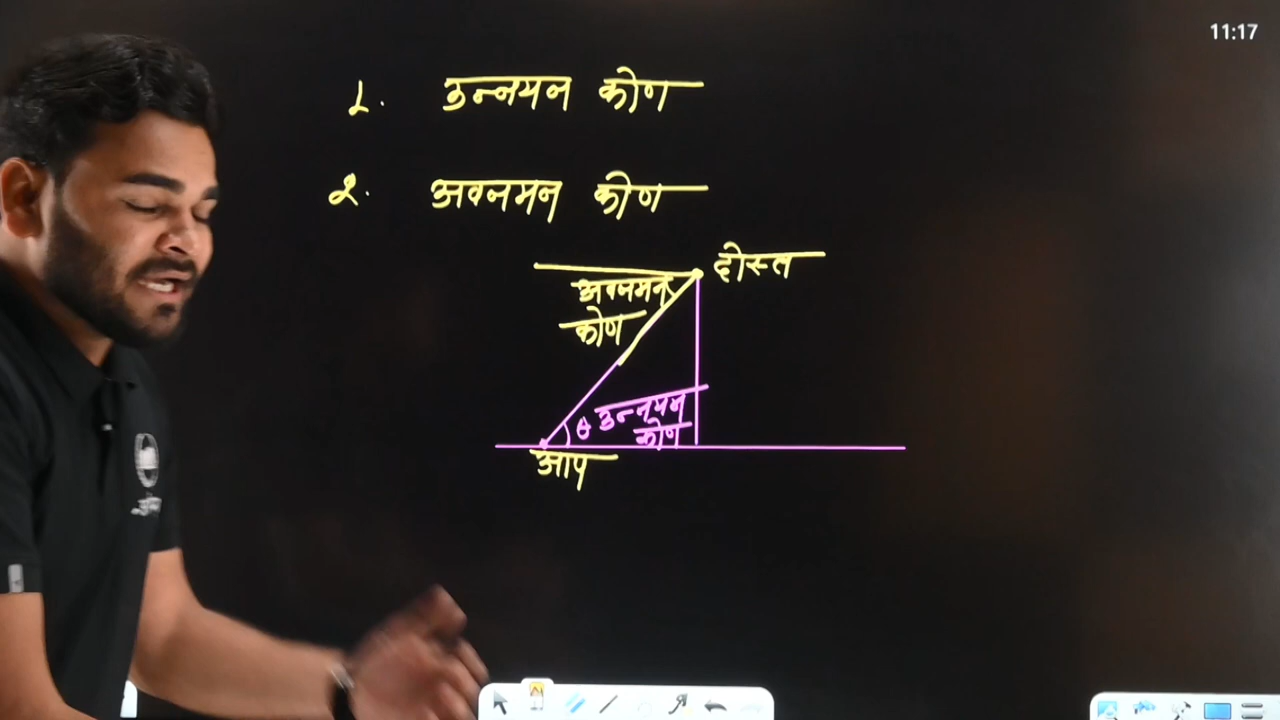 11:17
1. उन्नयन कोण
2. अवनमन कोण
दोस्त
अवनमन
कोण
θ उन्नयन
कोण
आप